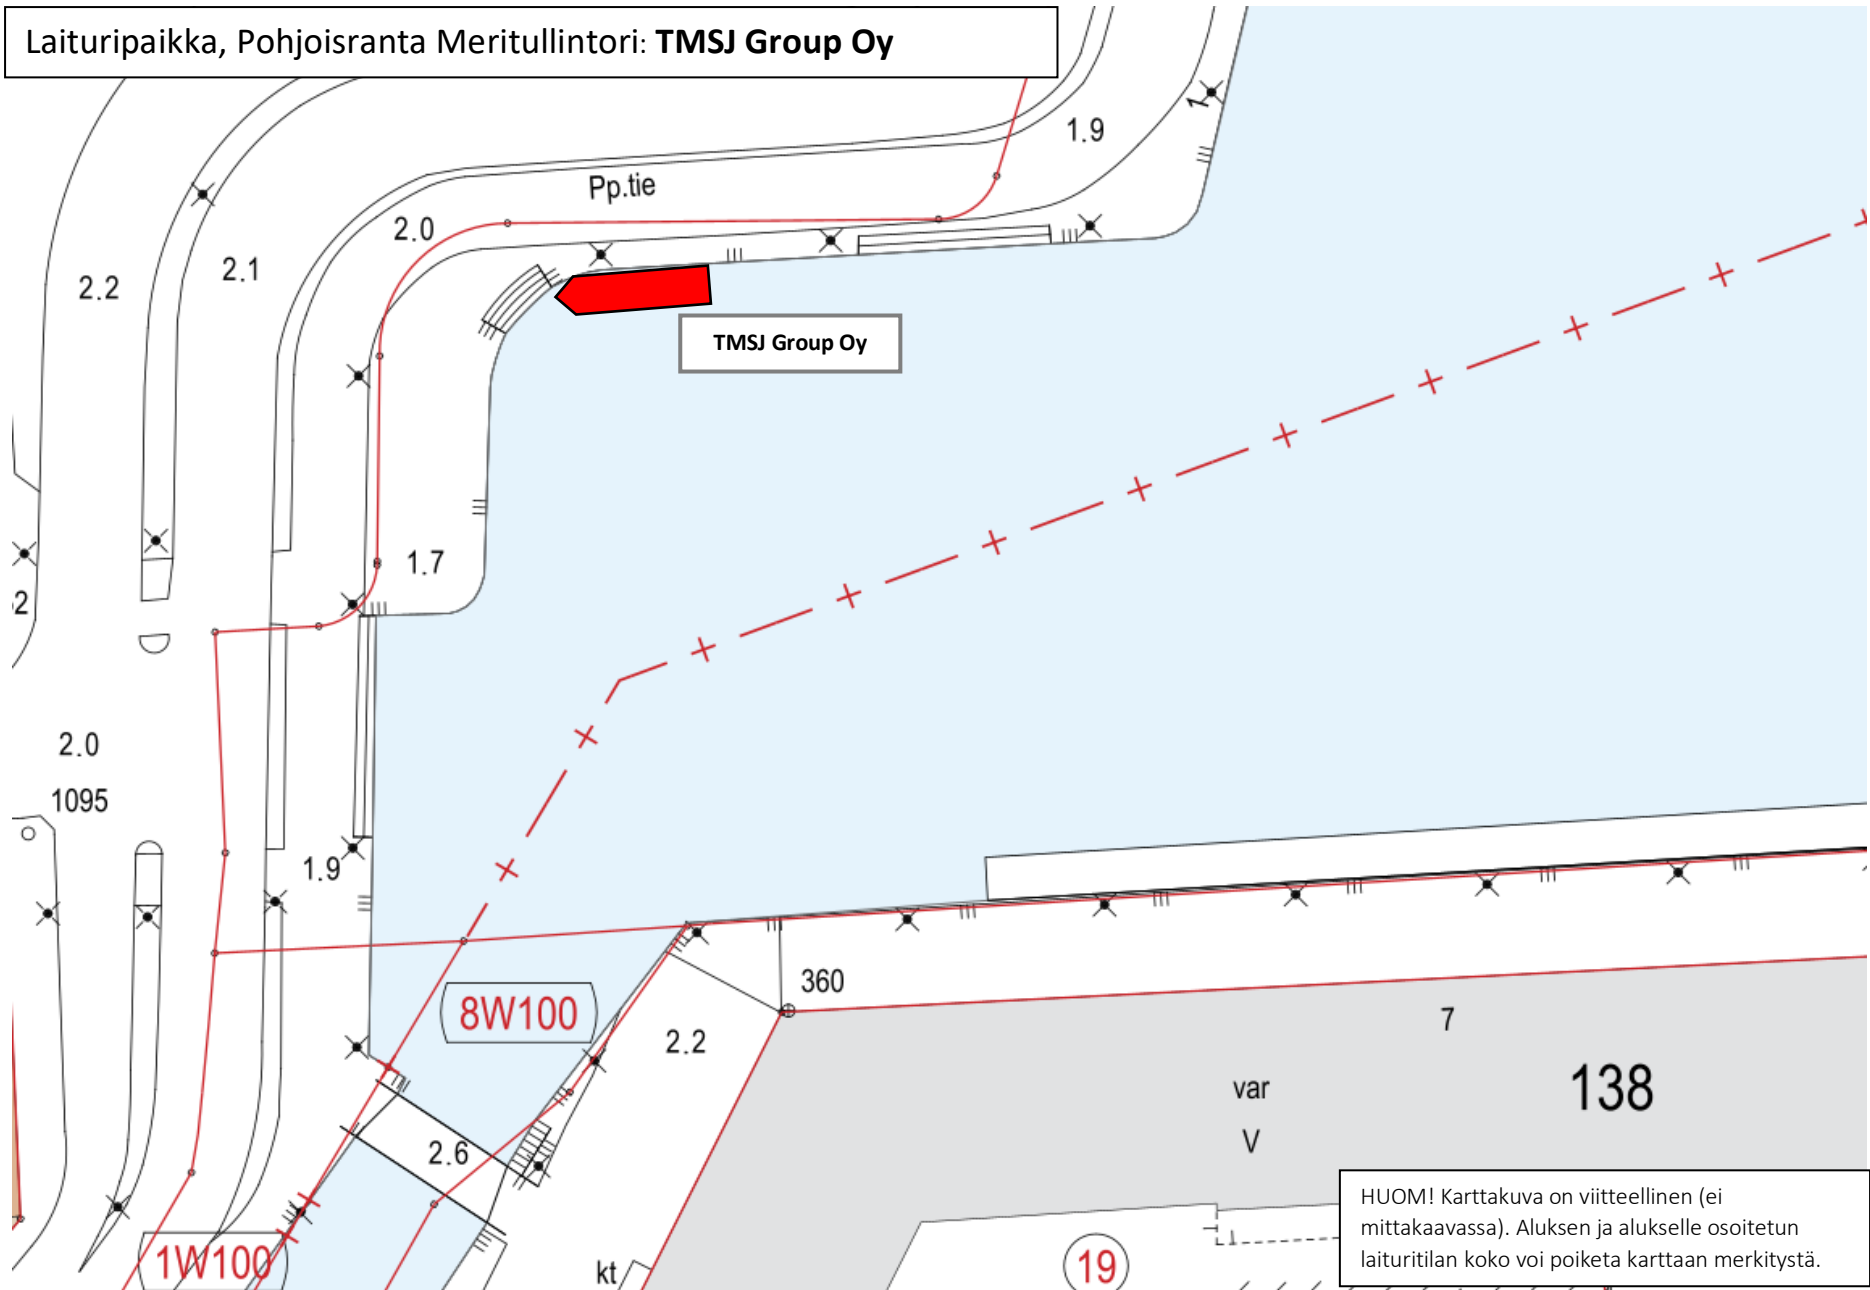 Laituripaikka, Pohjoisranta Meritullintori: TMSJ Group Oy
1
1.9
Pp.tie
2.0
2.1
2.2
TMSJ Group Oy
1.7
2.0
1095
1.9
360
8W100
2.2
7
138
var
V
2.6
HUOM! Karttakuva on viitteellinen (ei
mittakaavassa). Aluksen ja alukselle osoitetun
laituritilan koko voi poiketa karttaan merkitystä.
1W100
kt
19